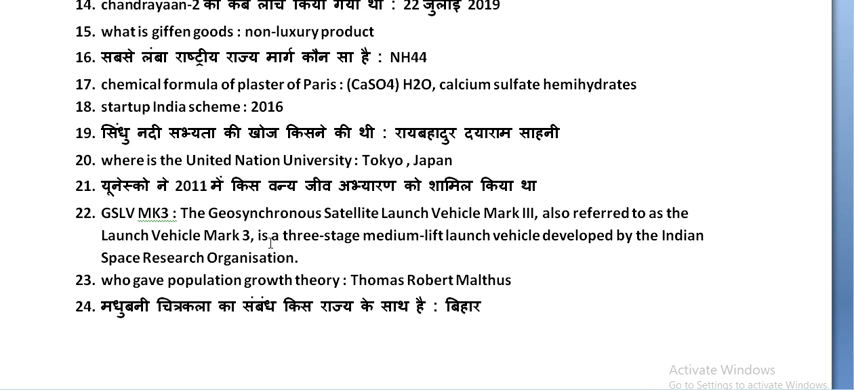 14. chandrayaan-2 को कब लांच किया गया था : 22 जुलाई 2019
15. what is giffen goods : non-luxury product
16. सबसे लंबा राष्ट्रीय राज्य मार्ग कौन सा है : NH44
17. chemical formula of plaster of Paris : (CaSO4) H2O, calcium sulfate hemihydrates
18. startup India scheme : 2016
19. सिंधु नदी सभ्यता की खोज किसने की थी : रायबहादुर दयाराम साहनी
20. where is the United Nation University : Tokyo , Japan
21. यूनेस्को ने 2011 में किस वन्य जीव अभ्यारण को शामिल किया था
22. GSLV MK3 : The Geosynchronous Satellite Launch Vehicle Mark III, also referred to as the
Launch Vehicle Mark 3, is a three-stage medium-lift launch vehicle developed by the Indian
Space Research Organisation.
23. who gave population growth theory : Thomas Robert Malthus
24. मधुबनी चित्रकला का संबंध किस राज्य के साथ है : बिहार
Activate Windows
Go to Settings to activate Windows.